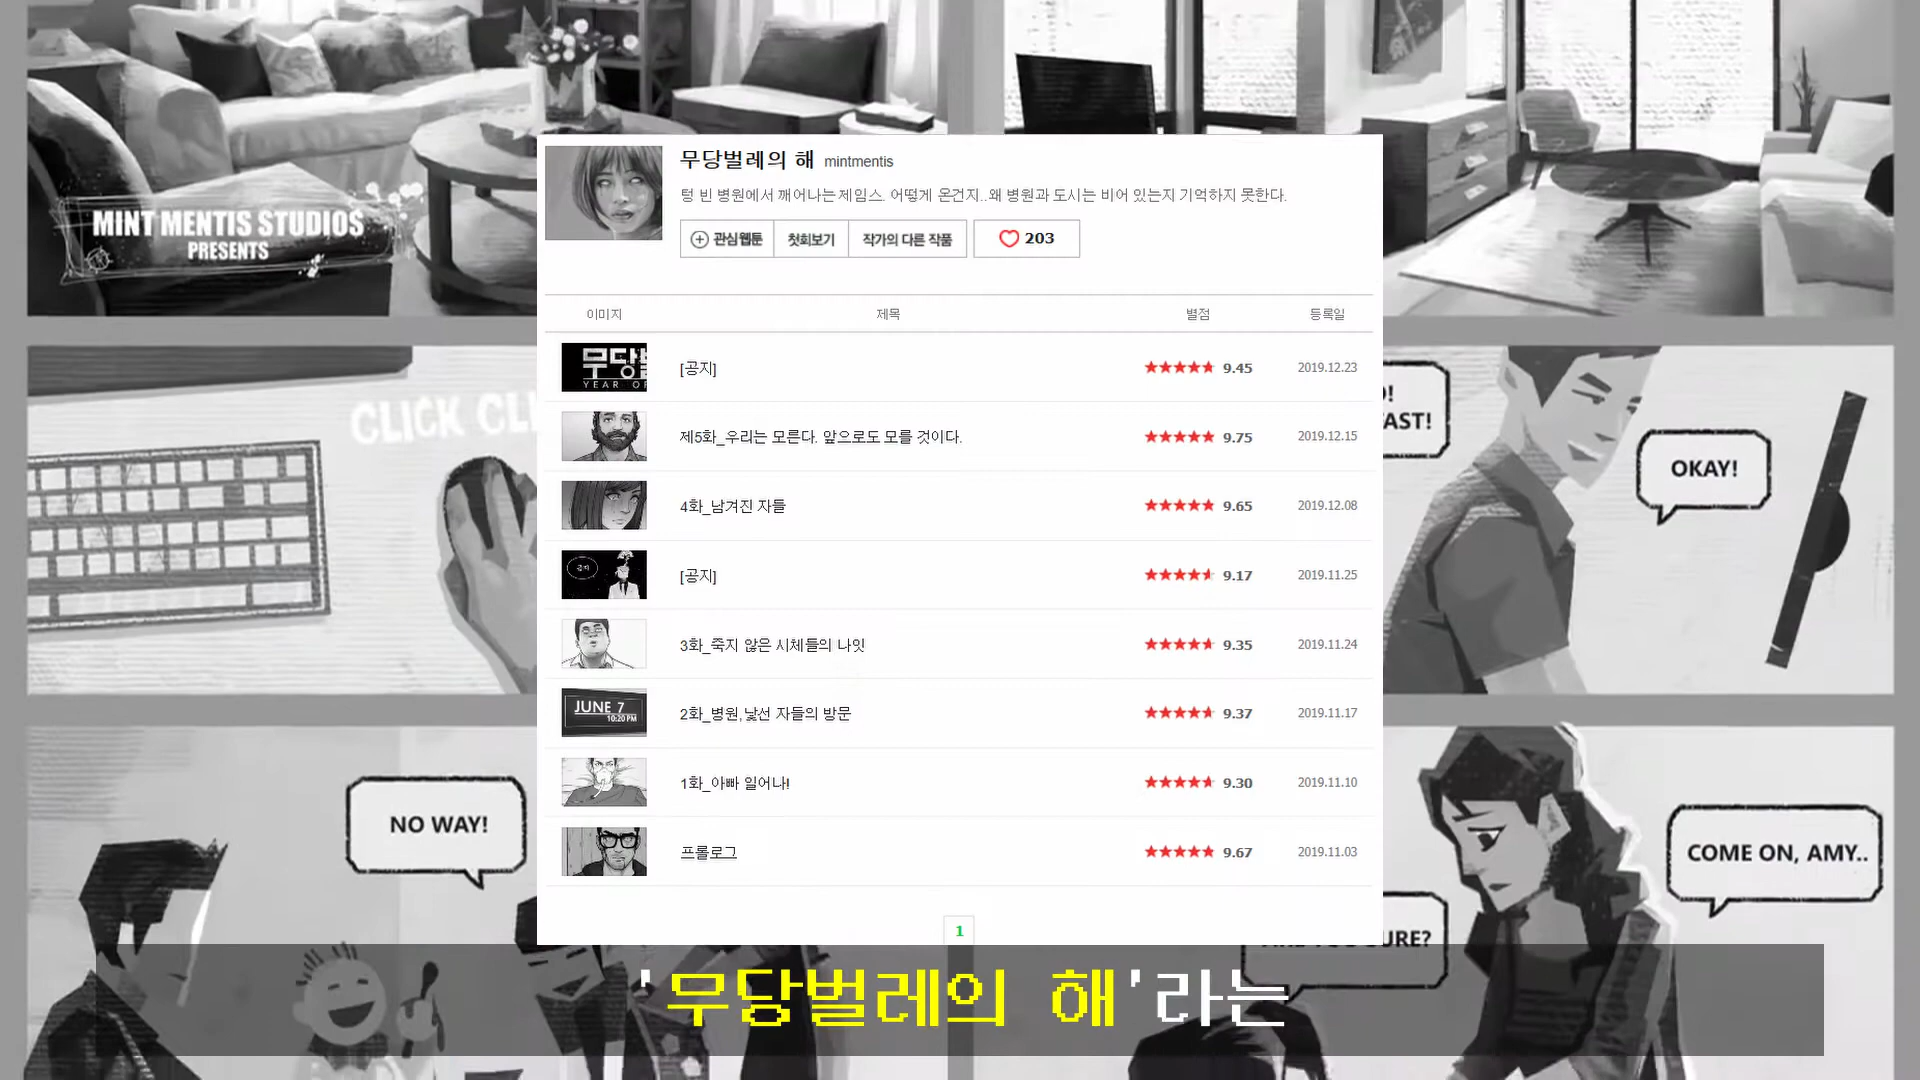 MINT MENTIS STUDIOS
PRESENTS
무당벌레의 해 mintmentis
텅 빈 병원에서 깨어나는 제임스. 어떻게 온건지..왜 병원과 도시는 비어 있는지 기억하지 못한다.
관심웹툰 첫회보기 작가의 다른 작품 203
이미지 제목 별점 등록일
[공지] 9.45 2019.12.23
YEAR OF
제5화_우리는 모른다. 앞으로도 모를 것이다. 9.75 2019.12.15
4화_남겨진 자들 9.65 2019.12.08
공지 [공지] 9.17 2019.11.25
3화_죽지 않은 시체들의 나잇 9.35 2019.11.24
JUNE 7
10:20 PM
2화_병원,낯선 자들의 방문 9.37 2019.11.17
1화_아빠 일어나! 9.30 2019.11.10
프롤로그 9.67 2019.11.03
1
CLICK
AST!
OKAY!
NO WAY!
COME ON, AMY..
URE?
'무당벌레의 해'라는